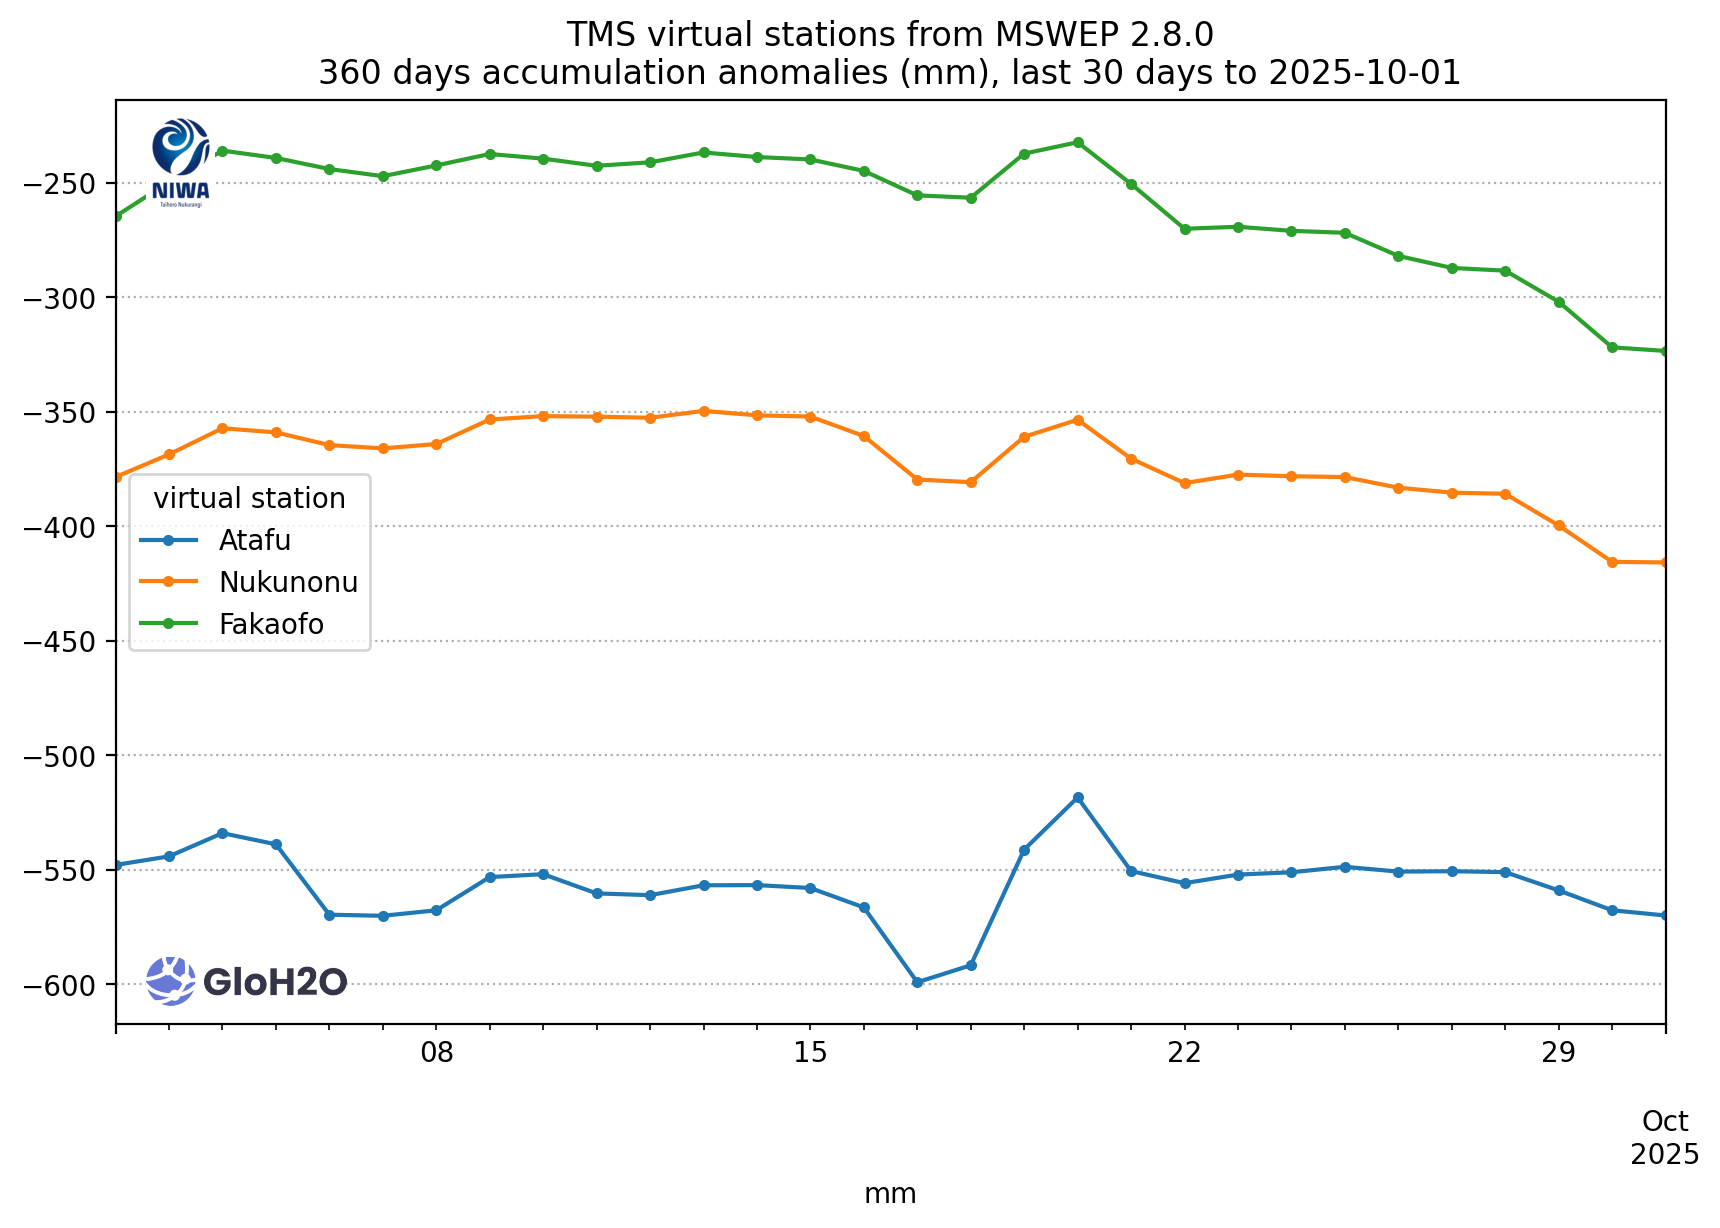 TMS virtual stations from MSWEP 2.8.0
360 days accumulation anomalies (mm), last 30 days to 2025-10-01
NIWA
Taihoro Nukurangi
−250
−300
−350
−400
−450
−500
−550
−600
virtual station
Atafu
Nukunonu
Fakaofo
GloH2O
08
15
22
29
Oct
2025
mm